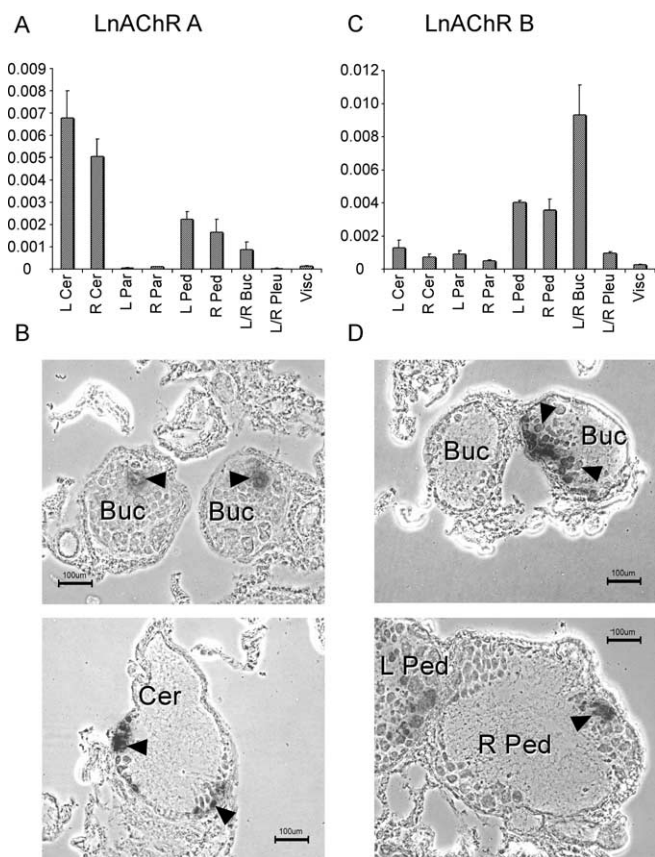 A LnAChR A
0.009
0.008
0.007
0.006
0.005
0.004
0.003
0.002
0.001
0
L Cer
R Cer
L Par
R Par
L Ped
R Ped
L/R Buc
L/R Pleu
Visc
B
Buc
Buc
100um
Cer
100um
C LnAChR B
0.012
0.010
0.008
0.006
0.004
0.002
0
L Cer
R Cer
L Par
R Par
L Ped
R Ped
L/R Buc
L/R Pleu
Visc
D
Buc
Buc
100um
100um
L Ped
R Ped